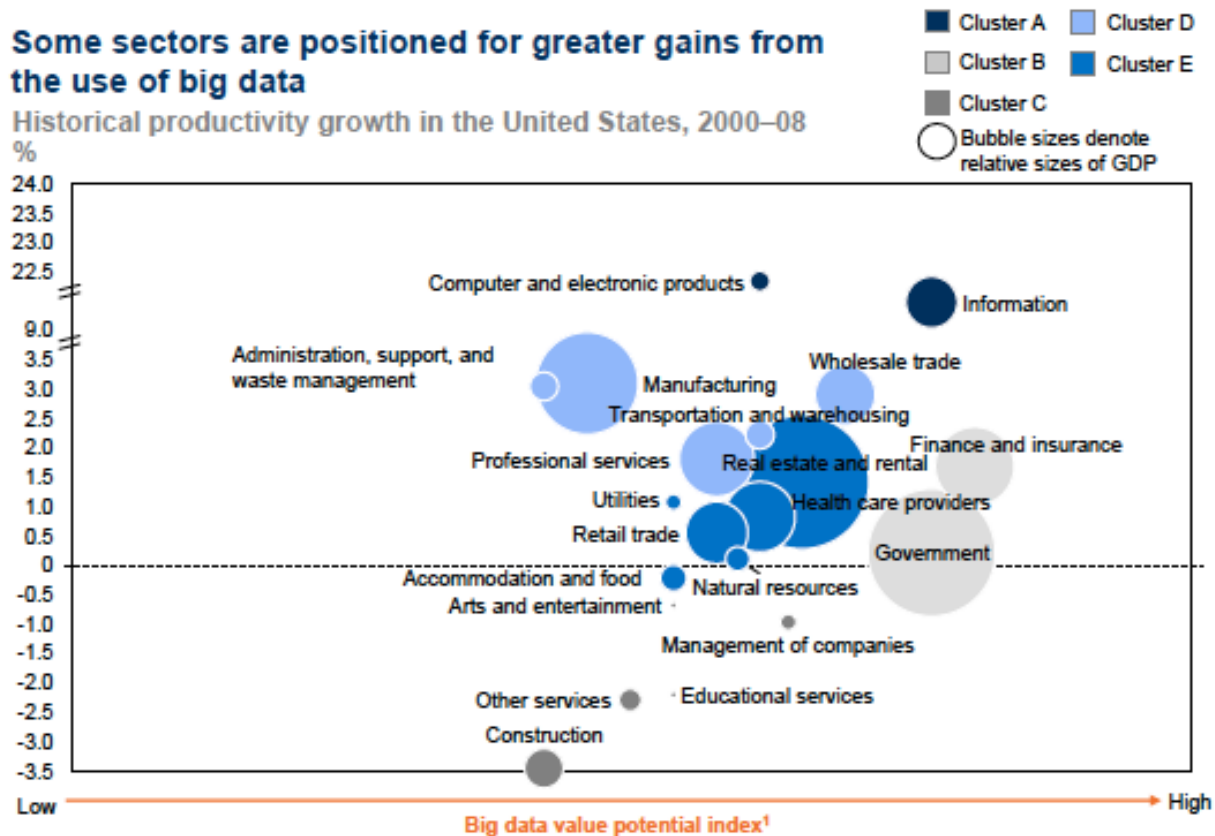 Some sectors are positioned for greater gains from
the use of big data
Historical productivity growth in the United States, 2000–08
%
Cluster A
Cluster D
Cluster B
Cluster E
Cluster C
Bubble sizes denote
relative sizes of GDP
24.0
23.5
23.0
22.5
9.0
3.5
3.0
2.5
2.0
1.5
1.0
0.5
0
-0.5
-1.0
-1.5
-2.0
-2.5
-3.0
-3.5
Computer and electronic products
Information
Administration, support, and
waste management
Wholesale trade
Manufacturing
Transportation and warehousing
Finance and insurance
Professional services
Real estate and rental
Utilities
Health care providers
Retail trade
Government
Accommodation and food
Natural resources
Arts and entertainment
Management of companies
Other services
Educational services
Construction
Low
High
Big data value potential index¹